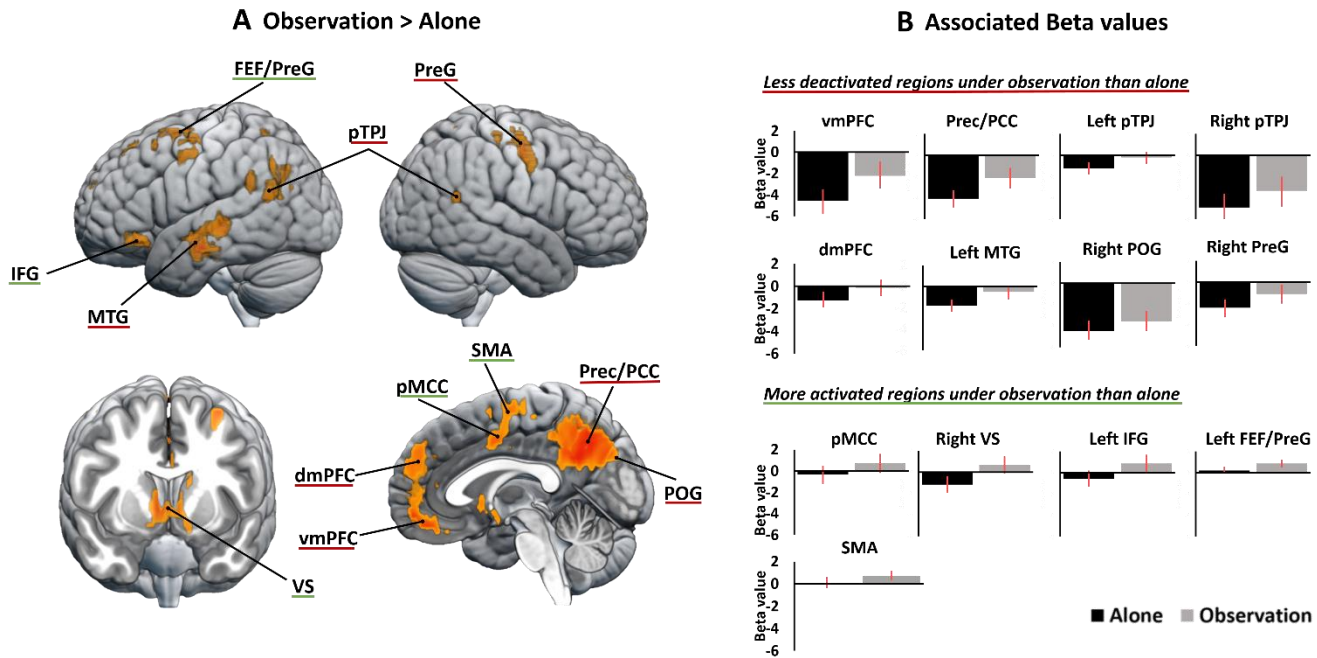 A Observation > Alone
FEF/PreG
PreG
pTPJ
IFG
MTG
SMA
pMCC
Prec/PCC
dmPFC
POG
vmPFC
VS
B Associated Beta values
Less deactivated regions under observation than alone
vmPFC Prec/PCC Left pTPJ Right pTPJ
Beta value
2
0
-2
-4
-6
dmPFC Left MTG Right POG Right PreG
Beta value
2
0
-2
-4
-6
More activated regions under observation than alone
pMCC Right VS Left IFG Left FEF/PreG
Beta value
2
0
-2
-4
-6
SMA
Beta value
2
0
-2
-4
-6
Alone Observation